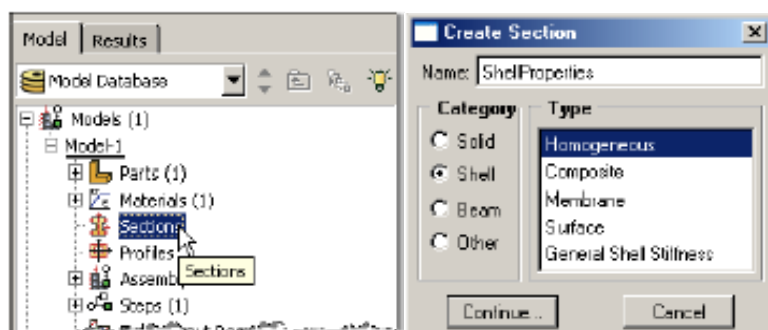 Model Results
Model Database
Models (1)
Model-1
Parts (1)
Materials (1)
Sections
Profiles
Sections
Assemb
Steps (1)
Create Section
Name: ShellProperties
Category
Solid
Shell
Beam
Other
Type
Homogeneous
Composite
Membrane
Surface
General Shell Stiffness
Continue...
Cancel